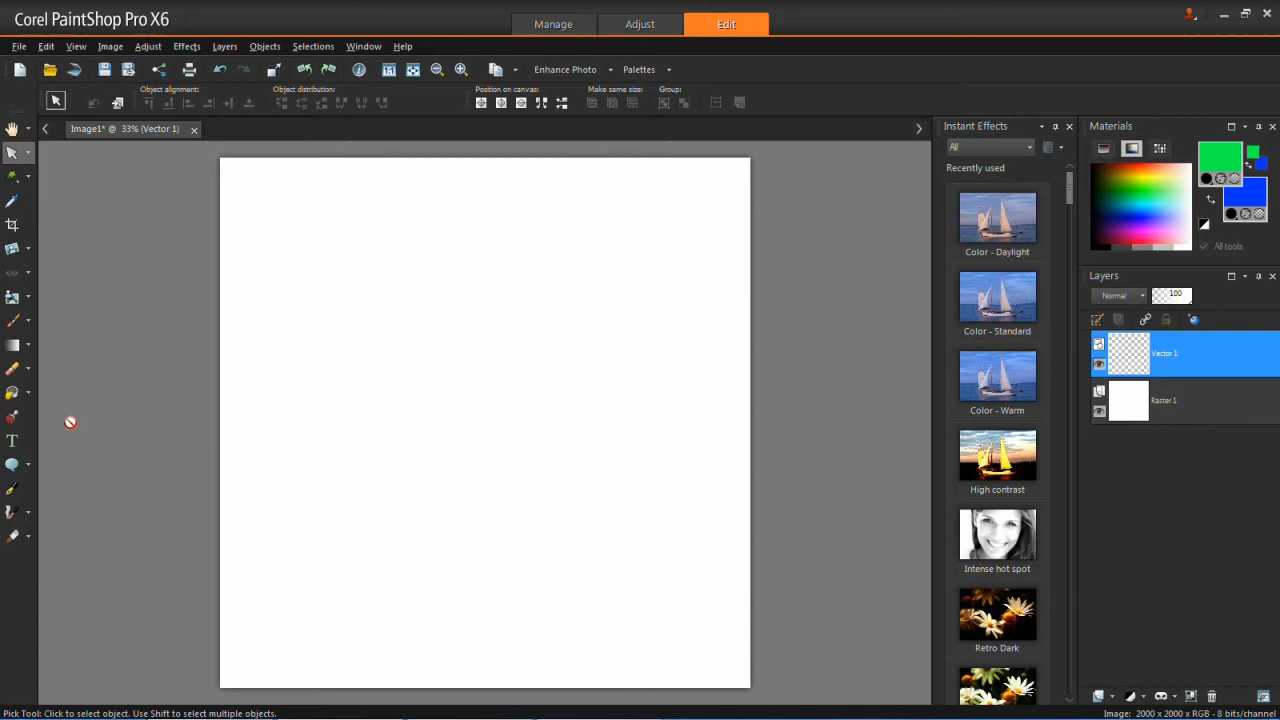 Corel PaintShop Pro X6
Manage Adjust Edit
File Edit View Image Adjust Effects Layers Objects Selections Window Help
Enhance Photo Palettes
Object alignment: Object distribution: Position on canvas: Make same size: Group:
Image1* @ 33% (Vector 1)
Instant Effects
All
Recently used
Color - Daylight
Color - Standard
Color - Warm
High contrast
Intense hot spot
Retro Dark
Materials
All tools
Layers
Normal 100
Vector 1
Raster 1
T
Pick Tool: Click to select object. Use Shift to select multiple objects.
Image: 2000 x 2000 x RGB - 8 bits/channel